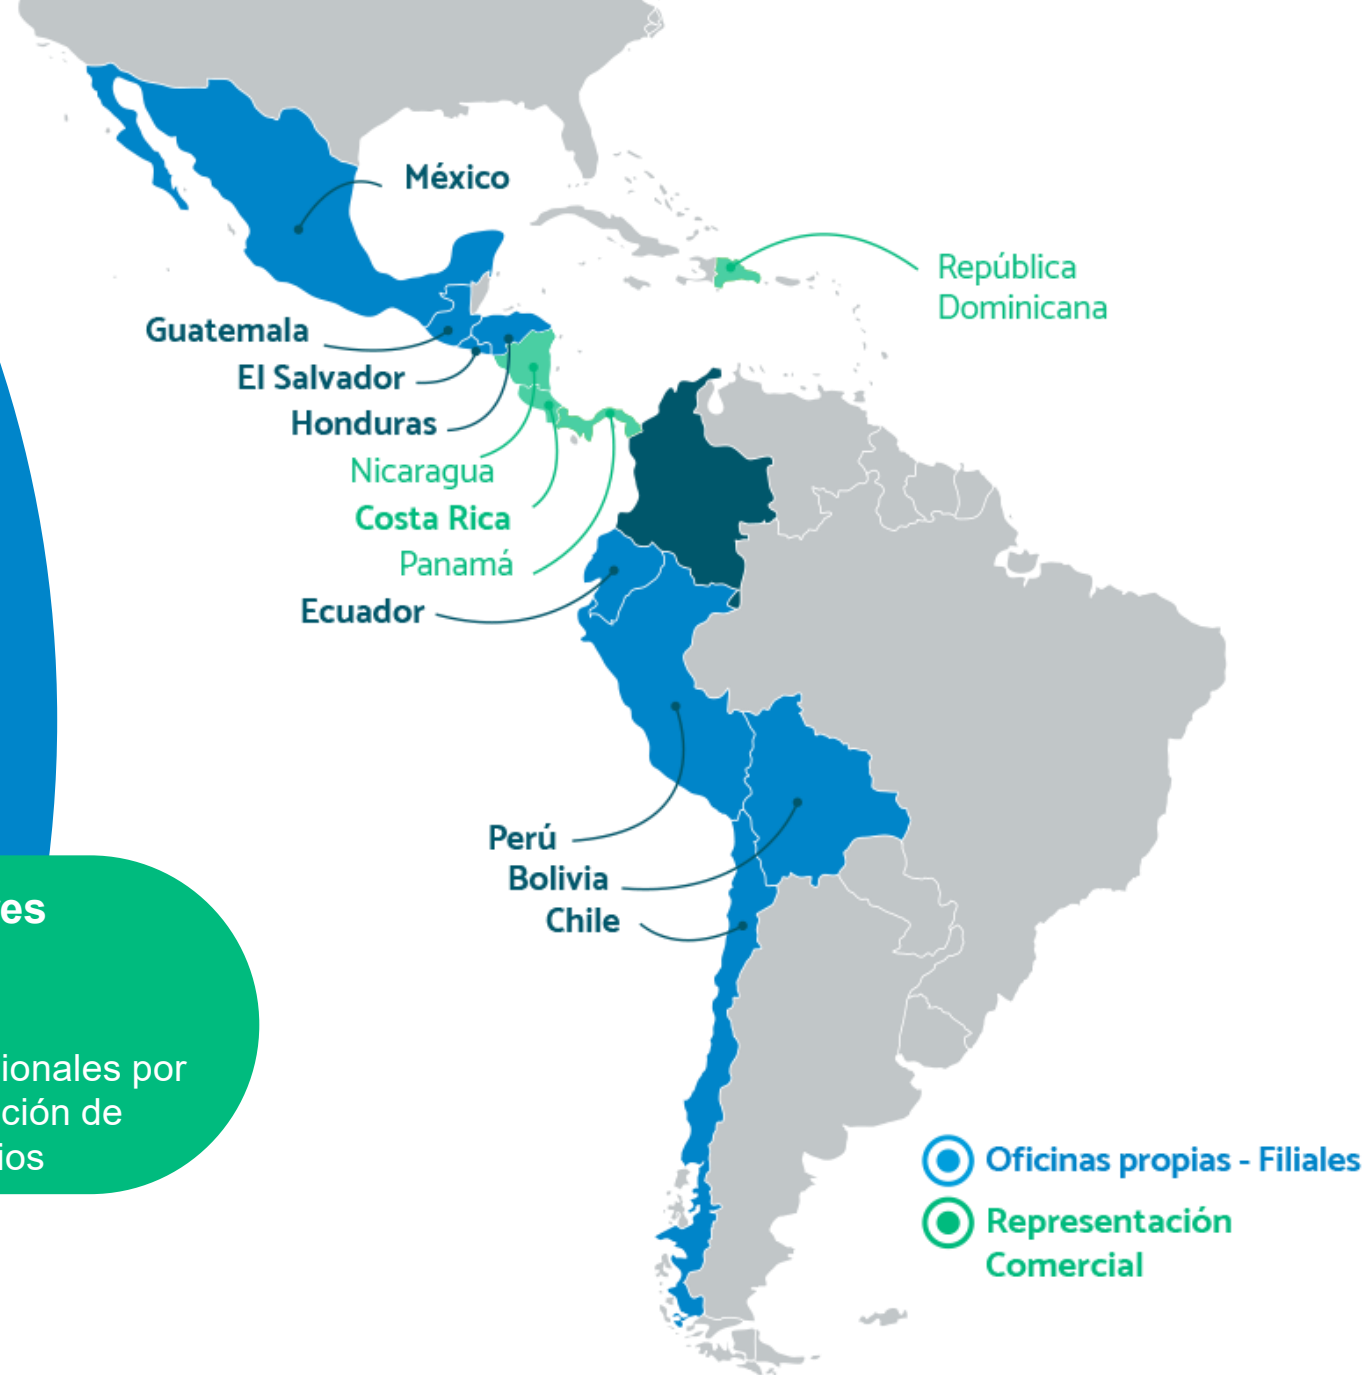 México
República
Dominicana
Guatemala
El Salvador
Honduras
Nicaragua
Costa Rica
Panamá
Ecuador
Perú
Bolivia
Chile
es
ionales por
ción de
ios
Oficinas propias - Filiales
Representación
Comercial